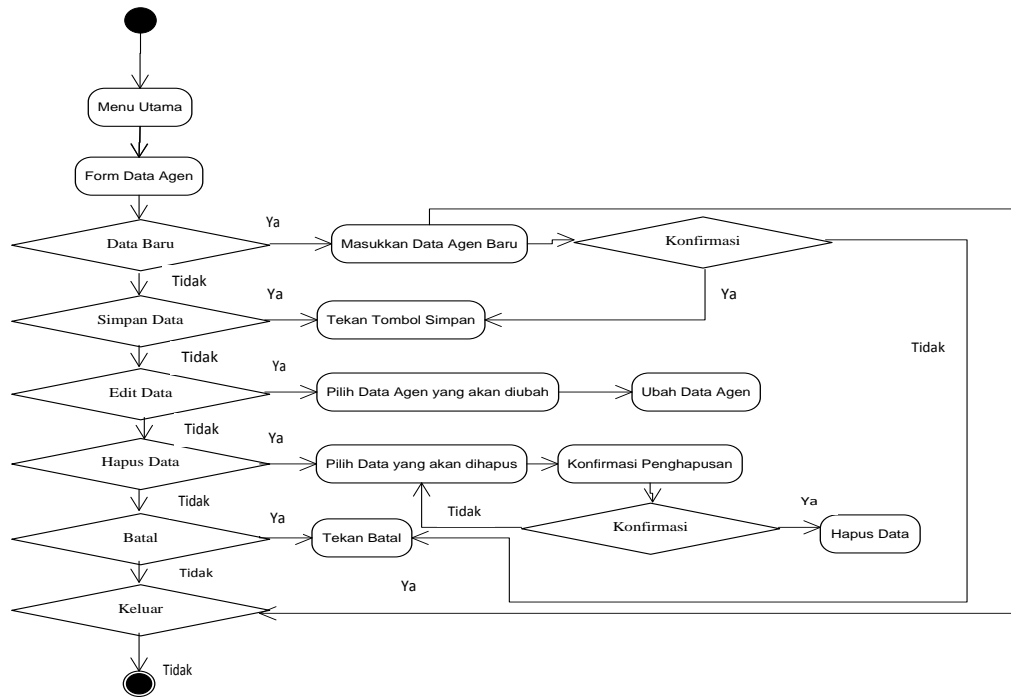 Menu Utama
Form Data Agen
Ya
Data Baru
Masukkan Data Agen Baru
Konfirmasi
Tidak
Ya
Ya
Simpan Data
Tekan Tombol Simpan
Tidak
Tidak
Ya
Edit Data
Pilih Data Agen yang akan diubah
Ubah Data Agen
Tidak
Ya
Hapus Data
Pilih Data yang akan dihapus
Konfirmasi Penghapusan
Tidak
Ya
Tidak
Ya
Batal
Tekan Batal
Konfirmasi
Hapus Data
Tidak
Ya
Keluar
Tidak